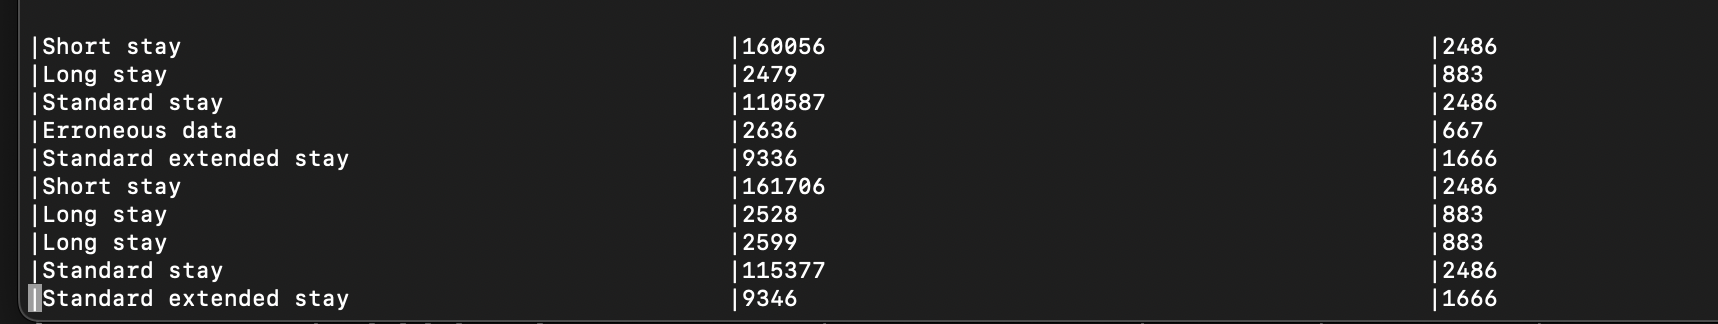 |Short stay |160056 |2486
|Long stay |2479 |883
|Standard stay |110587 |2486
|Erroneous data |2636 |667
|Standard extended stay |9336 |1666
|Short stay |161706 |2486
|Long stay |2528 |883
|Long stay |2599 |883
|Standard stay |115377 |2486
|Standard extended stay |9346 |1666